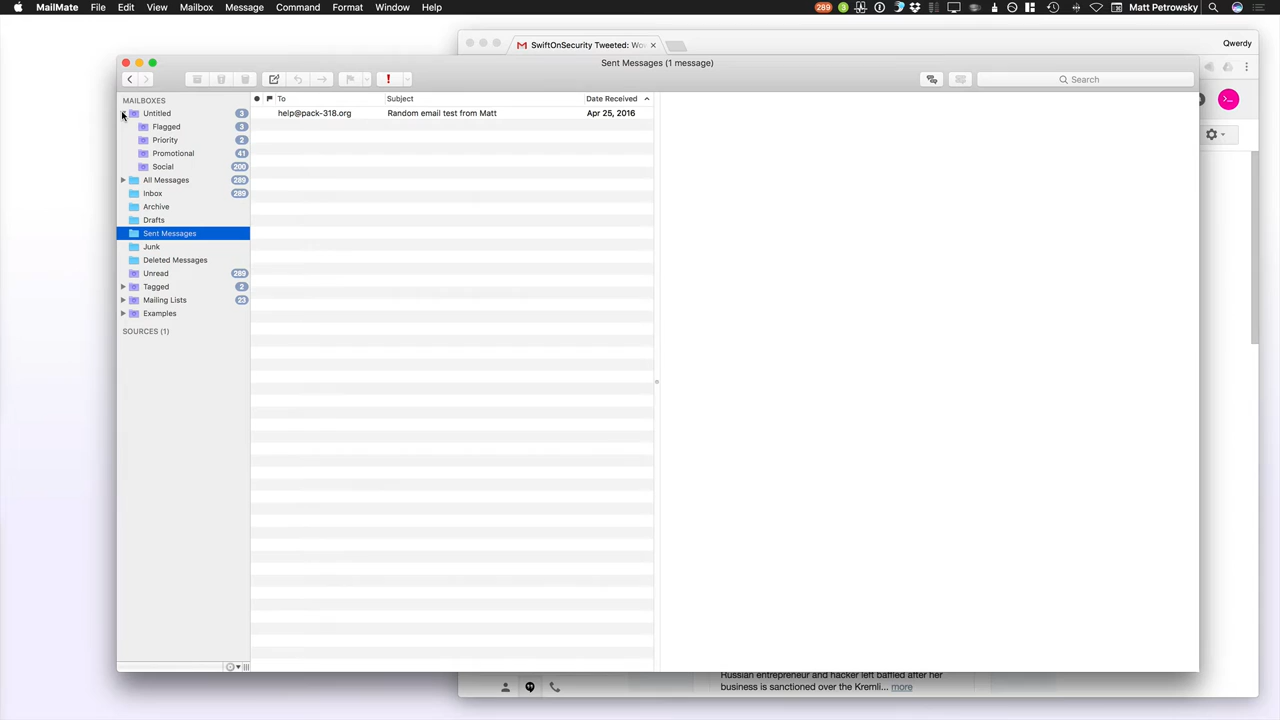 MailMate File Edit View Mailbox Message Command Format Window Help 289 3 Matt Petrowsky
SwiftOnSecurity Tweeted: Wo
Qwerdy
Sent Messages (1 message)
Search
MAILBOXES
Untitled 3
Flagged 3
Priority 2
Promotional 41
Social 200
All Messages 289
Inbox 289
Archive
Drafts
Sent Messages
Junk
Deleted Messages
Unread 289
Tagged 2
Mailing Lists 23
Examples
SOURCES (1)
To Subject Date Received
help@pack-318.org Random email test from Matt Apr 25, 2016
Russian entrepreneur and hacker left baffled after her
business is sanctioned over the Kremli... more